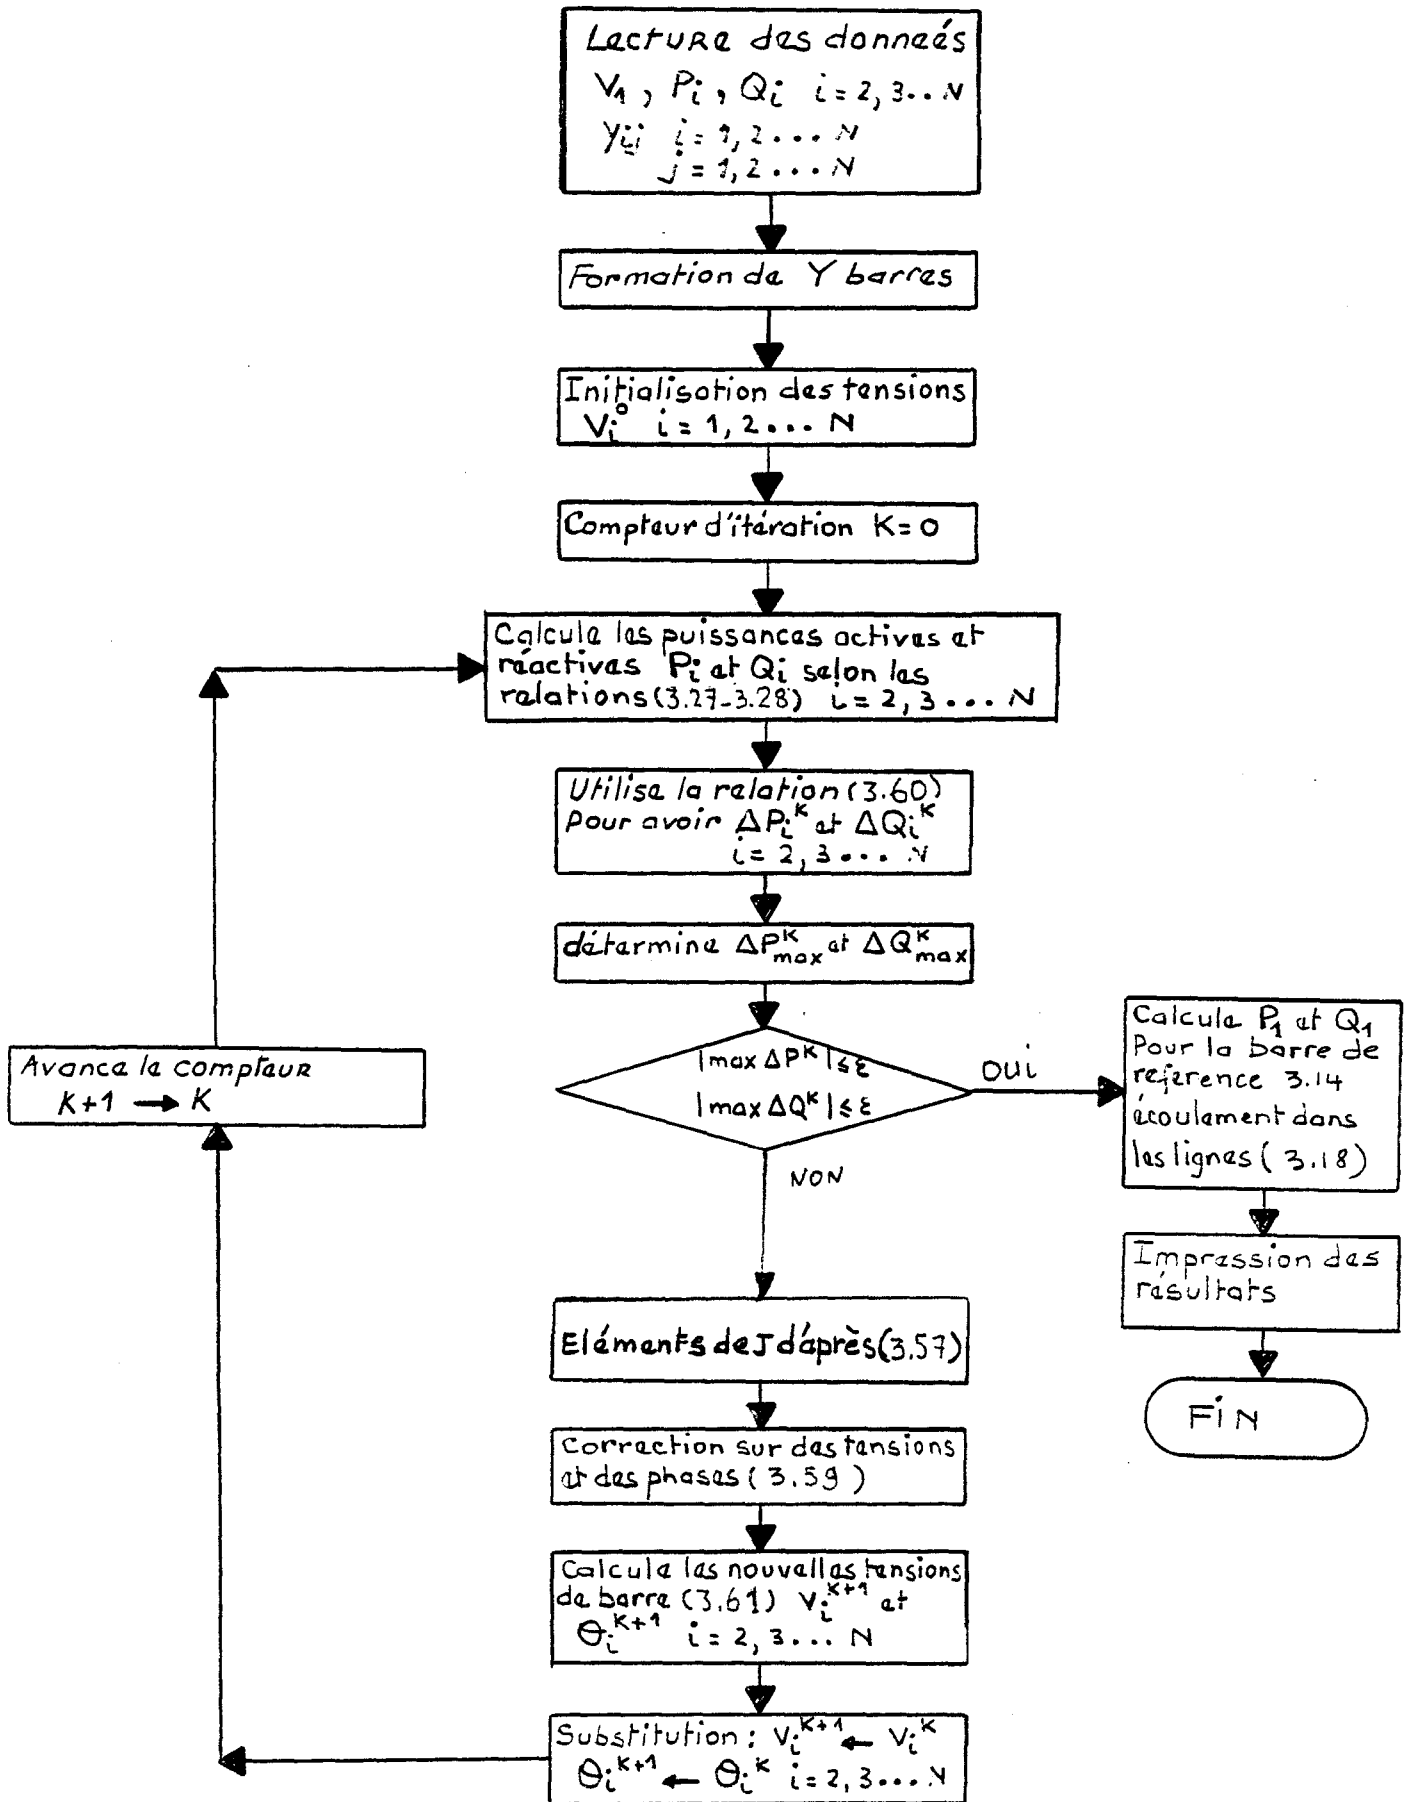 Lecture des donneés
V₁, Pᵢ, Qᵢ i = 2, 3.. N
yᵢⱼ i = 1, 2 ... N
j = 1, 2 ... N
Formation de Y barres
Initialisation des tensions
Vᵢ⁰ i = 1, 2 ... N
Compteur d'itération K = 0
Calcule les puissances actives et
réactives Pᵢ et Qᵢ selon les
relations (3.27-3.28) i = 2, 3 ... N
Utilise la relation (3.60)
Pour avoir ΔPᵢᴷ et ΔQᵢᴷ
i = 2, 3 ... N
détermine ΔPᴷmax et ΔQᴷmax
|max ΔPᴷ| ≤ ε
|max ΔQᴷ| ≤ ε
OUI
NON
Calcule P₁ et Q₁
Pour la barre de
reference 3.14
écoulement dans
les lignes (3.18)
Impression des
résultats
FiN
Avance le compteur
K+1 → K
Eléments de J d'après (3.57)
Correction sur des tensions
et des phases (3.59)
Calcule les nouvelles tensions
de barre (3.61) Vᵢᴷ⁺¹ et
Θᵢᴷ⁺¹ i = 2, 3 ... N
Substitution : Vᵢᴷ⁺¹ ← Vᵢᴷ
Θᵢᴷ⁺¹ ← Θᵢᴷ i = 2, 3 .... N